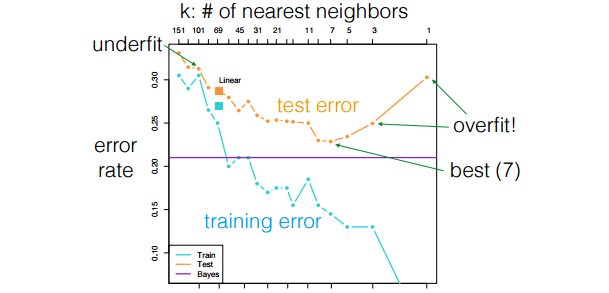 k: # of nearest neighbors
151 101 69 45 31 21 11 7 5 3 1
underfit
Linear
test error
overfit!
error
rate
best (7)
training error
0.30
0.25
0.20
0.15
0.10
Train
Test
Bayes